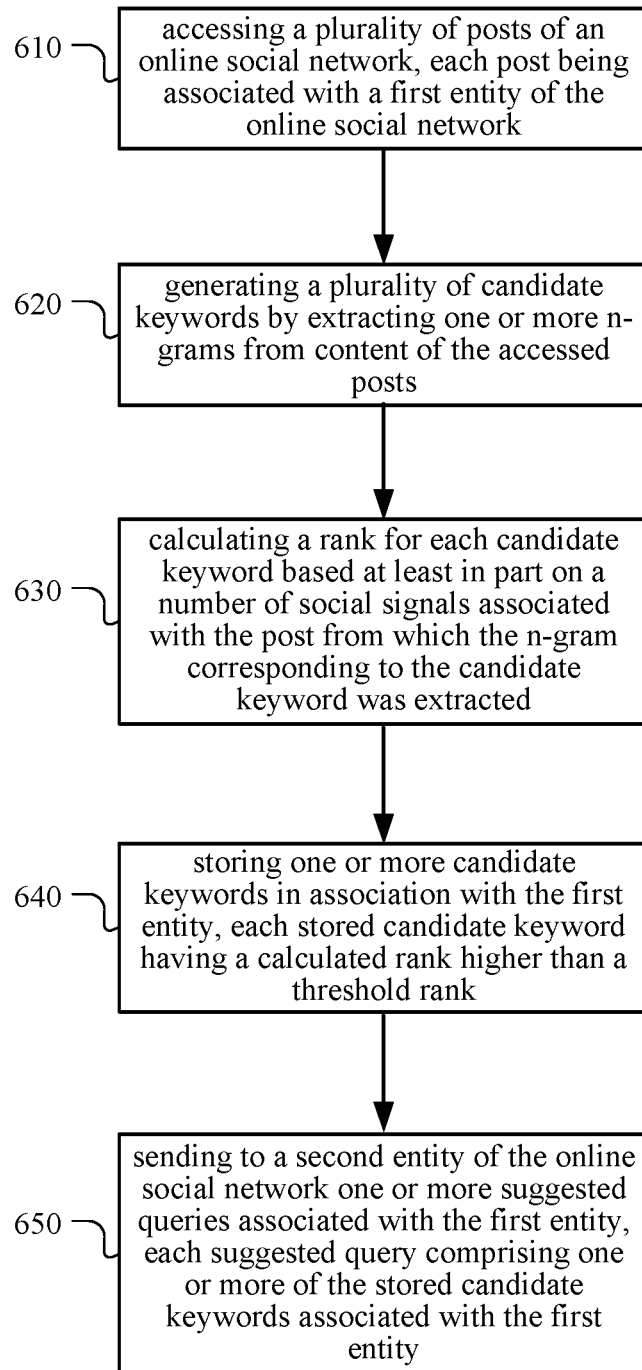 610
accessing a plurality of posts of an
online social network, each post being
associated with a first entity of the
online social network
620
generating a plurality of candidate
keywords by extracting one or more n-
grams from content of the accessed
posts
630
calculating a rank for each candidate
keyword based at least in part on a
number of social signals associated
with the post from which the n-gram
corresponding to the candidate
keyword was extracted
640
storing one or more candidate
keywords in association with the first
entity, each stored candidate keyword
having a calculated rank higher than a
threshold rank
650
sending to a second entity of the online
social network one or more suggested
queries associated with the first entity,
each suggested query comprising one
or more of the stored candidate
keywords associated with the first
entity